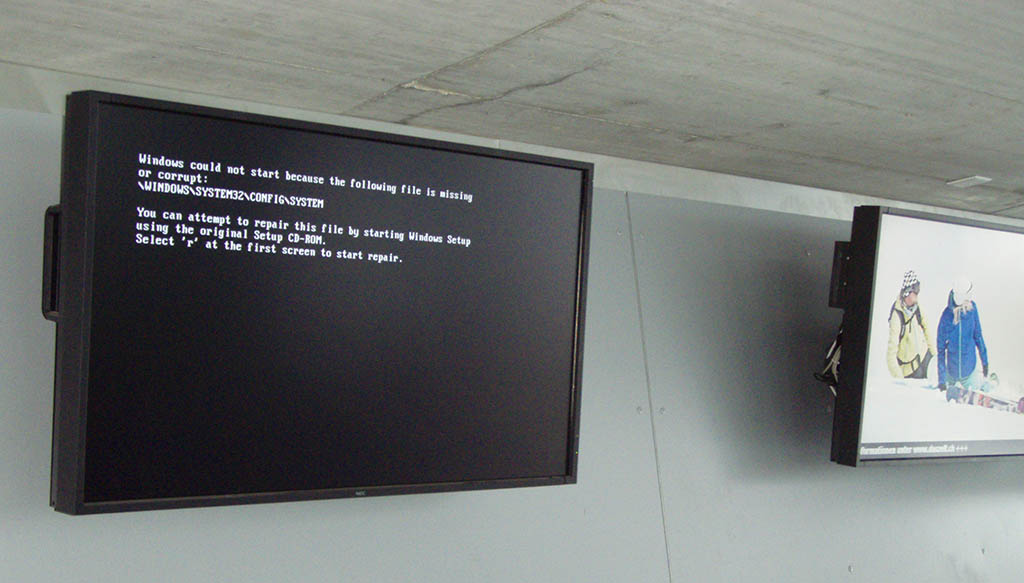 Windows could not start because the following file is missing
or corrupt:
\WINDOWS\SYSTEM32\CONFIG\SYSTEM
You can attempt to repair this file by starting Windows Setup
using the original Setup CD-ROM.
Select 'r' at the first screen to start repair.
NEC